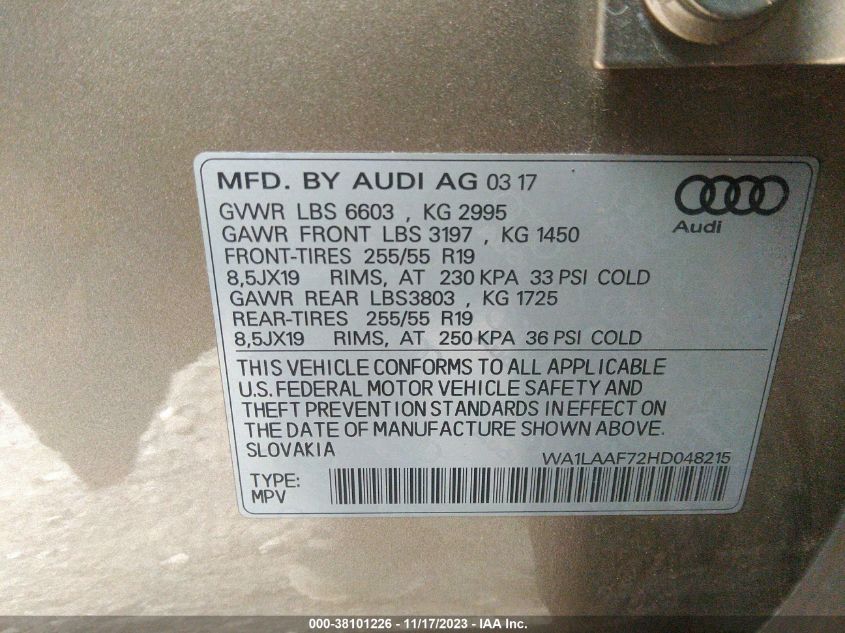 MFD. BY AUDI AG 03 17
GVWR LBS 6603 , KG 2995
GAWR FRONT LBS 3197 , KG 1450
FRONT-TIRES 255/55 R19
8,5JX19 RIMS, AT 230 KPA 33 PSI COLD
GAWR REAR LBS3803 , KG 1725
REAR-TIRES 255/55 R19
8,5JX19 RIMS, AT 250 KPA 36 PSI COLD
Audi
THIS VEHICLE CONFORMS TO ALL APPLICABLE
U.S. FEDERAL MOTOR VEHICLE SAFETY AND
THEFT PREVENTION STANDARDS IN EFFECT ON
THE DATE OF MANUFACTURE SHOWN ABOVE.
SLOVAKIA
WA1LAAF72HD048215
TYPE:
MPV
000-38101226 - 11/17/2023 - IAA Inc.